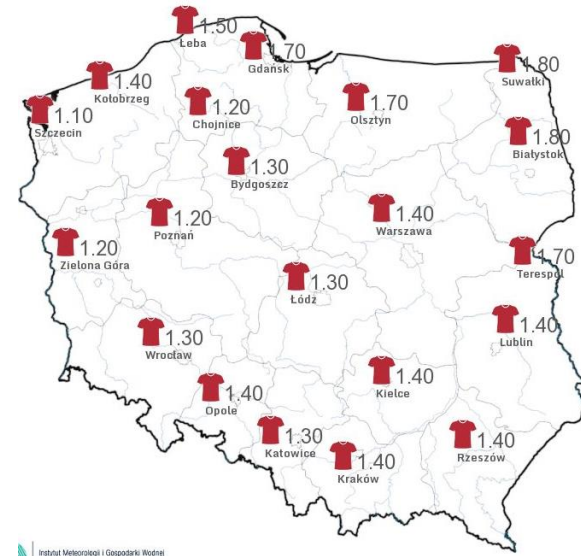 1.50
Łeba
1.70
Gdańsk
1.80
Suwałki
1.40
Kołobrzeg
1.10
Szczecin
1.20
Chojnice
1.70
Olsztyn
1.80
Białystok
1.30
Bydgoszcz
1.20
Poznań
1.40
Warszawa
1.20
Zielona Góra
1.70
Terespol
1.30
Łódź
1.30
Wrocław
1.40
Lublin
1.40
Opole
1.40
Kielce
1.30
Katowice
1.40
Kraków
1.40
Rzeszów
Instytut Meteorologii i Gospodarki Wodnej